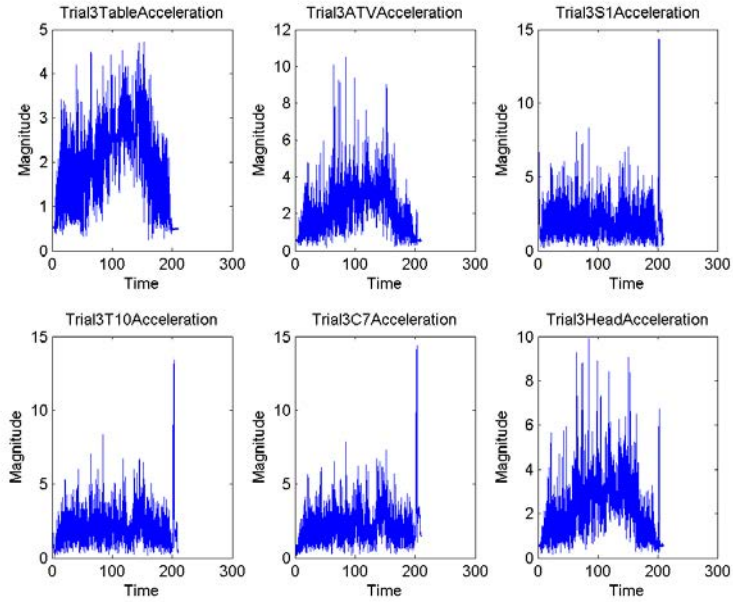 Trial3TableAcceleration
5
4
3
2
1
0
Magnitude
0 100 200 300
Time
Trial3ATVAcceleration
12
10
8
6
4
2
0
Magnitude
0 100 200 300
Time
Trial3S1Acceleration
15
10
5
0
Magnitude
0 100 200 300
Time
Trial3T10Acceleration
15
10
5
0
Magnitude
0 100 200 300
Time
Trial3C7Acceleration
15
10
5
0
Magnitude
0 100 200 300
Time
Trial3HeadAcceleration
10
8
6
4
2
0
Magnitude
0 100 200 300
Time